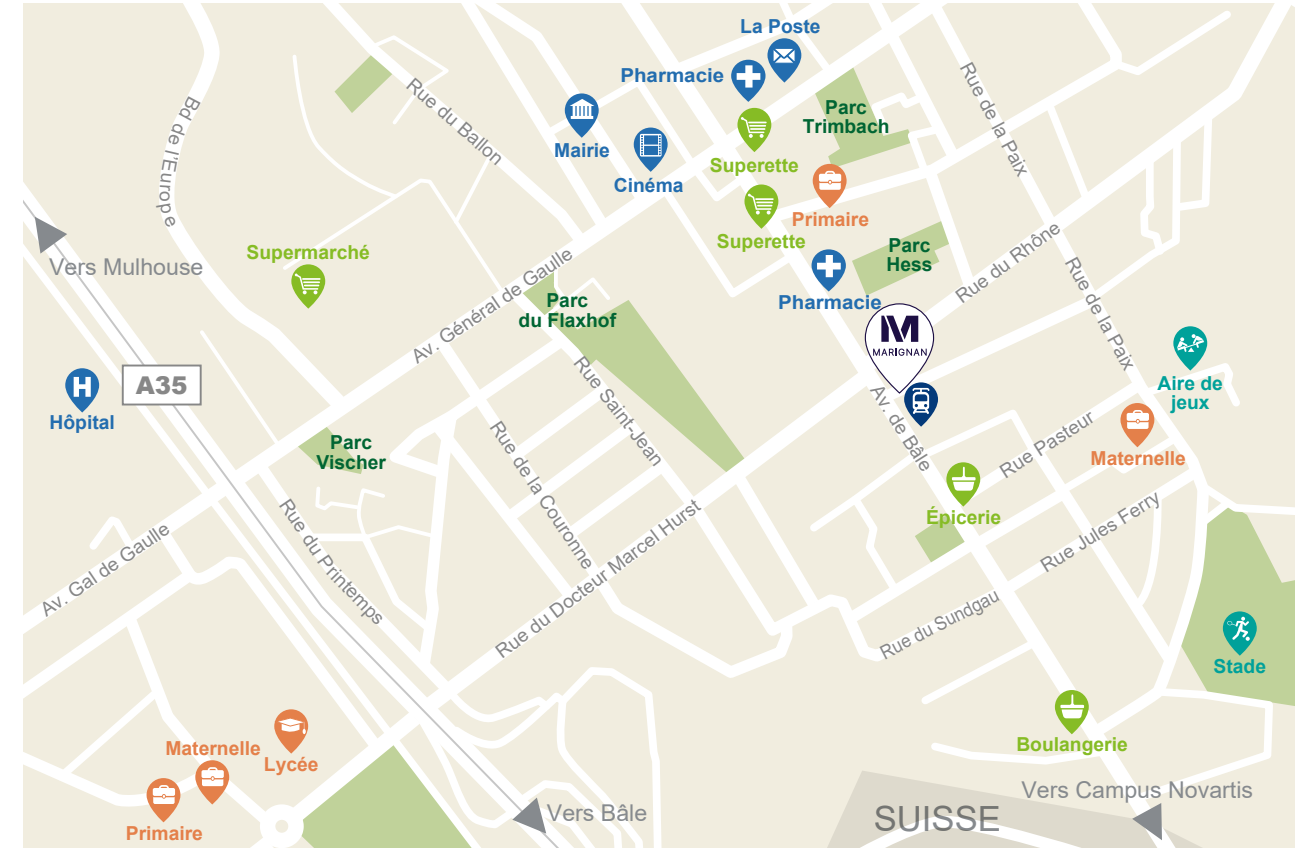 La Poste
Pharmacie
Rue de la Paix
Bd de l'Europe
Rue du Ballon
Parc
Trimbach
Mairie
Superette
Cinéma
Primaire
Superette
Parc
Hess
Rue du Rhône
Supermarché
Vers Mulhouse
Av. Général de Gaulle
Pharmacie
Parc
du Flaxhof
Rue de la Paix
M
MARIGNAN
A35
H
Hôpital
Aire de
jeux
Rue Saint-Jean
Av. de Bâle
Parc
Vischer
Rue de la Couronne
Rue Pasteur
Maternelle
Épicerie
Rue du Printemps
Av. Gal de Gaulle
Rue du Docteur Marcel Hurst
Rue Jules Ferry
Rue du Sundgau
Stade
Boulangerie
Maternelle
Lycée
Primaire
Vers Bâle
SUISSE
Vers Campus Novartis